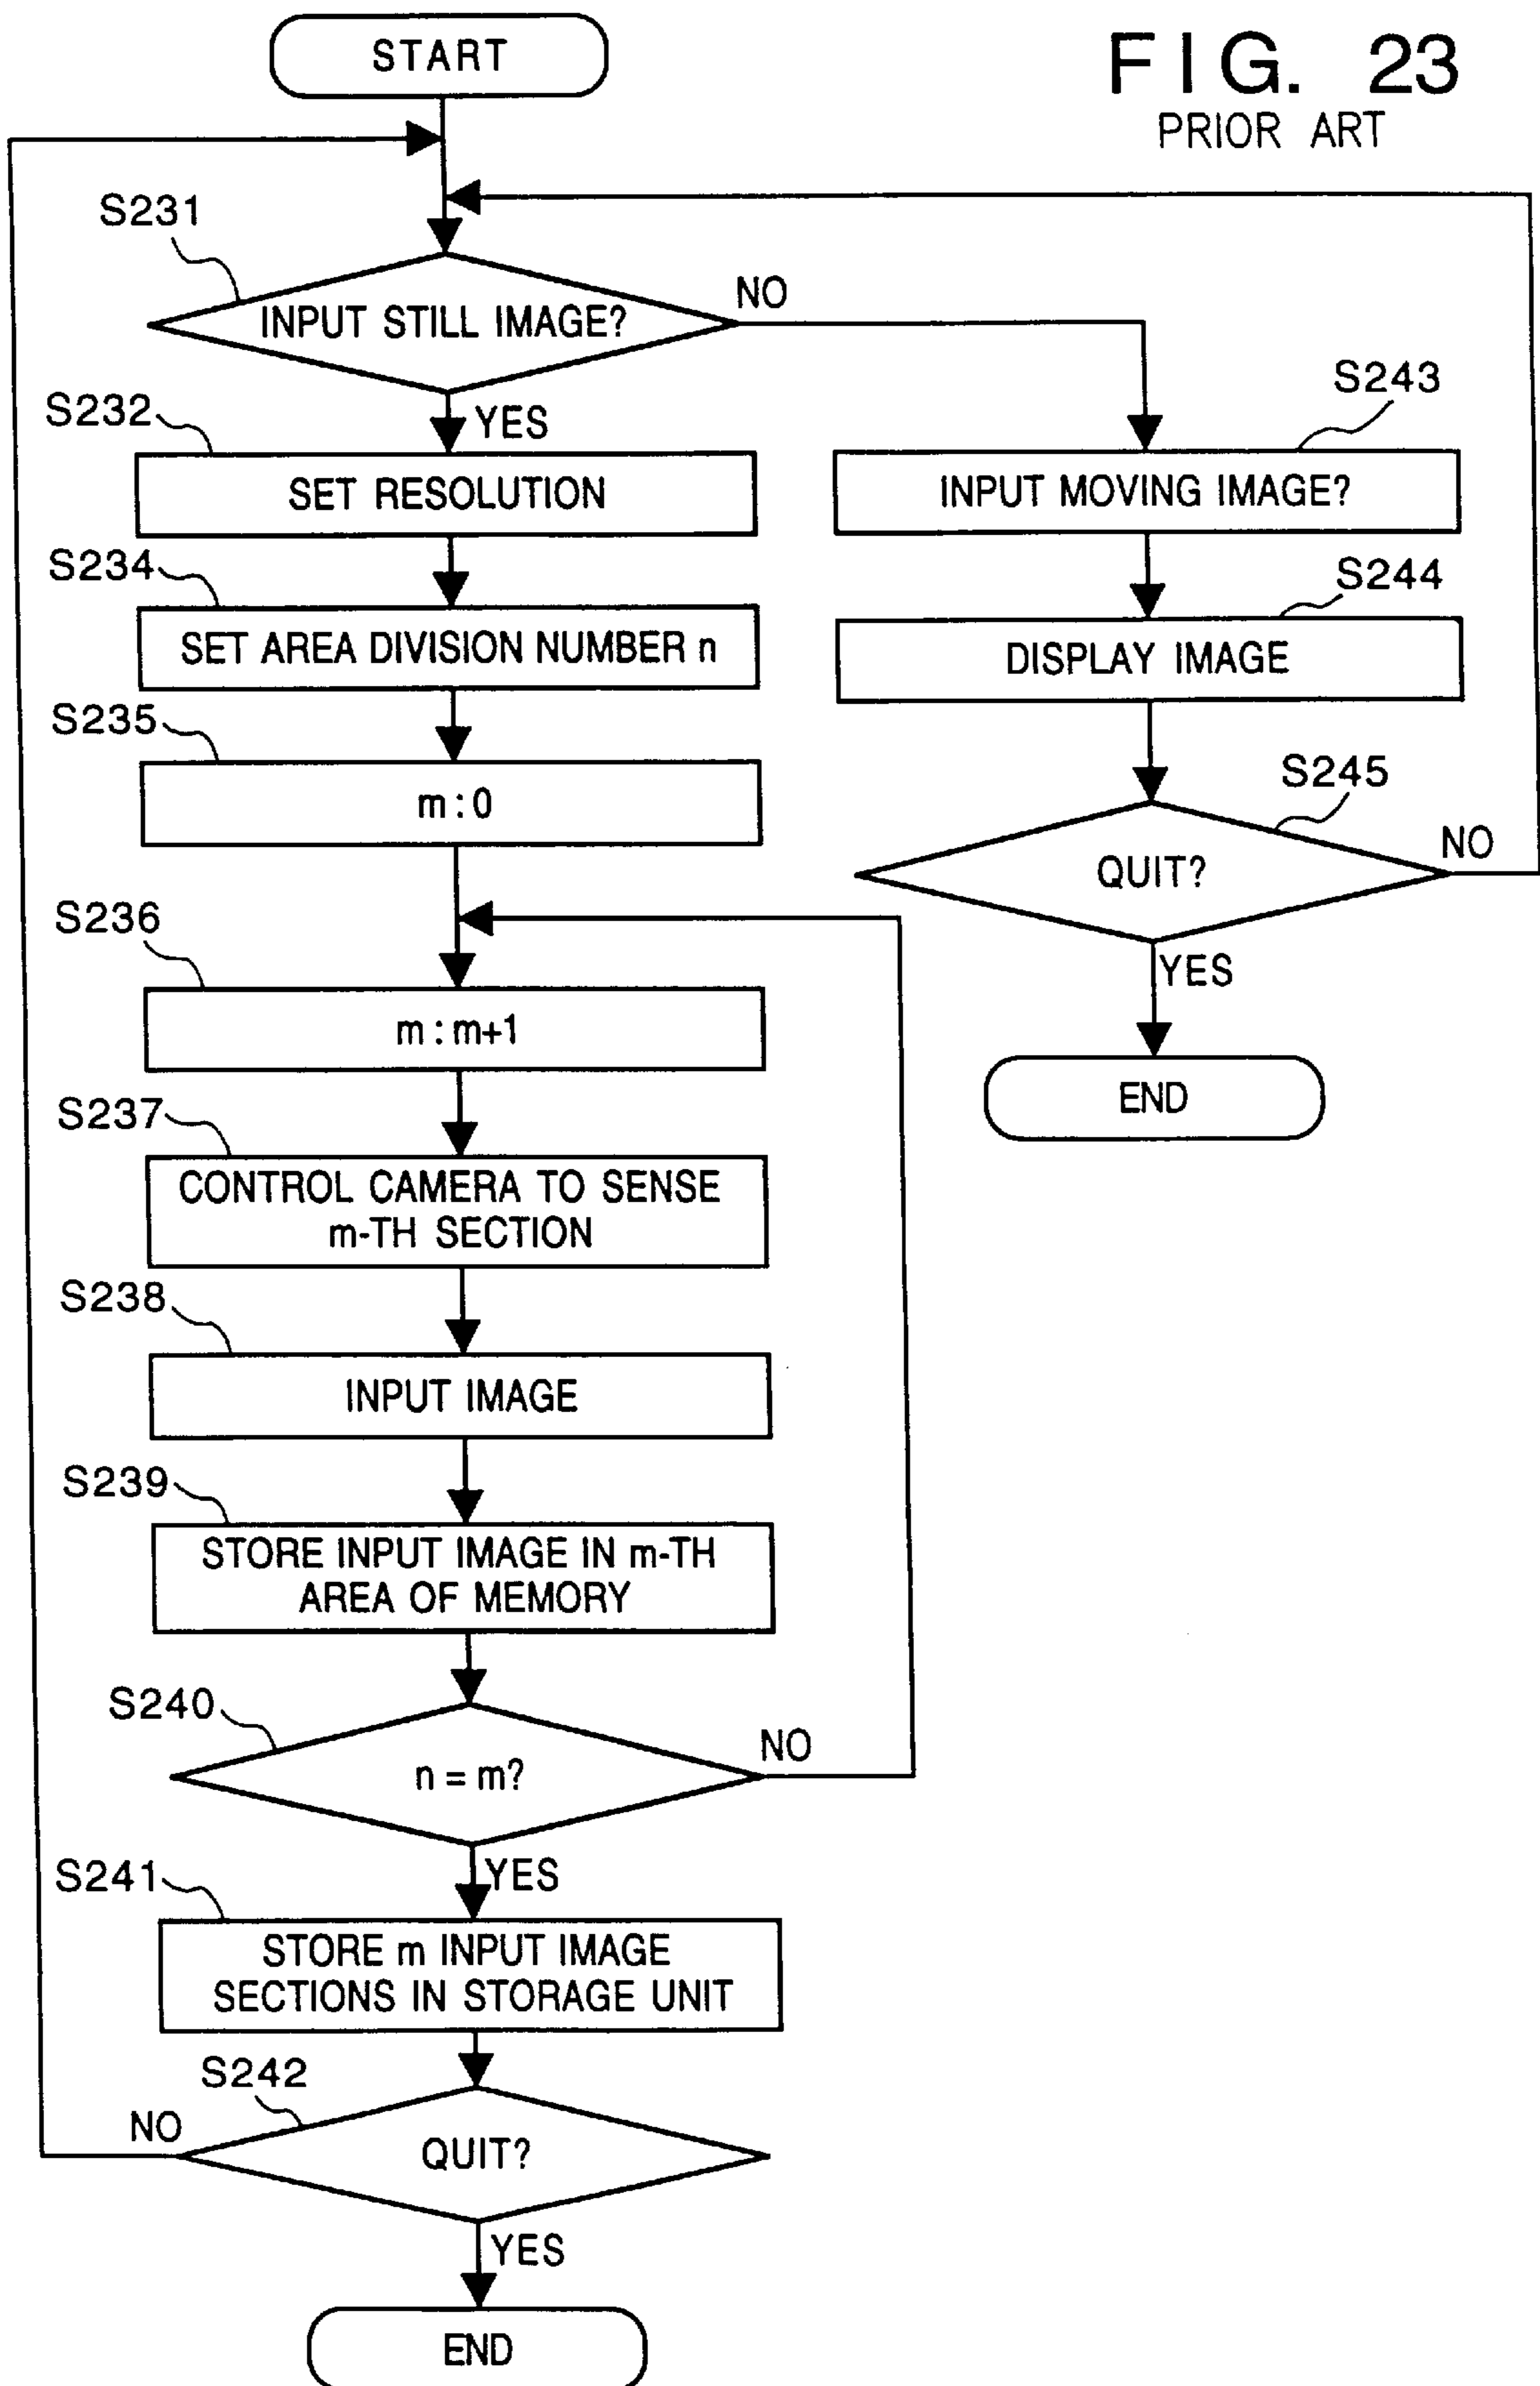 START
FIG. 23
PRIOR ART
S231
INPUT STILL IMAGE?
NO
YES
S232
SET RESOLUTION
S234
SET AREA DIVISION NUMBER n
S235
m : 0
S236
m : m+1
S237
CONTROL CAMERA TO SENSE
m-TH SECTION
S238
INPUT IMAGE
S239
STORE INPUT IMAGE IN m-TH
AREA OF MEMORY
S240
n = m?
NO
YES
S241
STORE m INPUT IMAGE
SECTIONS IN STORAGE UNIT
S242
NO
QUIT?
YES
END
S243
INPUT MOVING IMAGE?
S244
DISPLAY IMAGE
S245
QUIT?
NO
YES
END